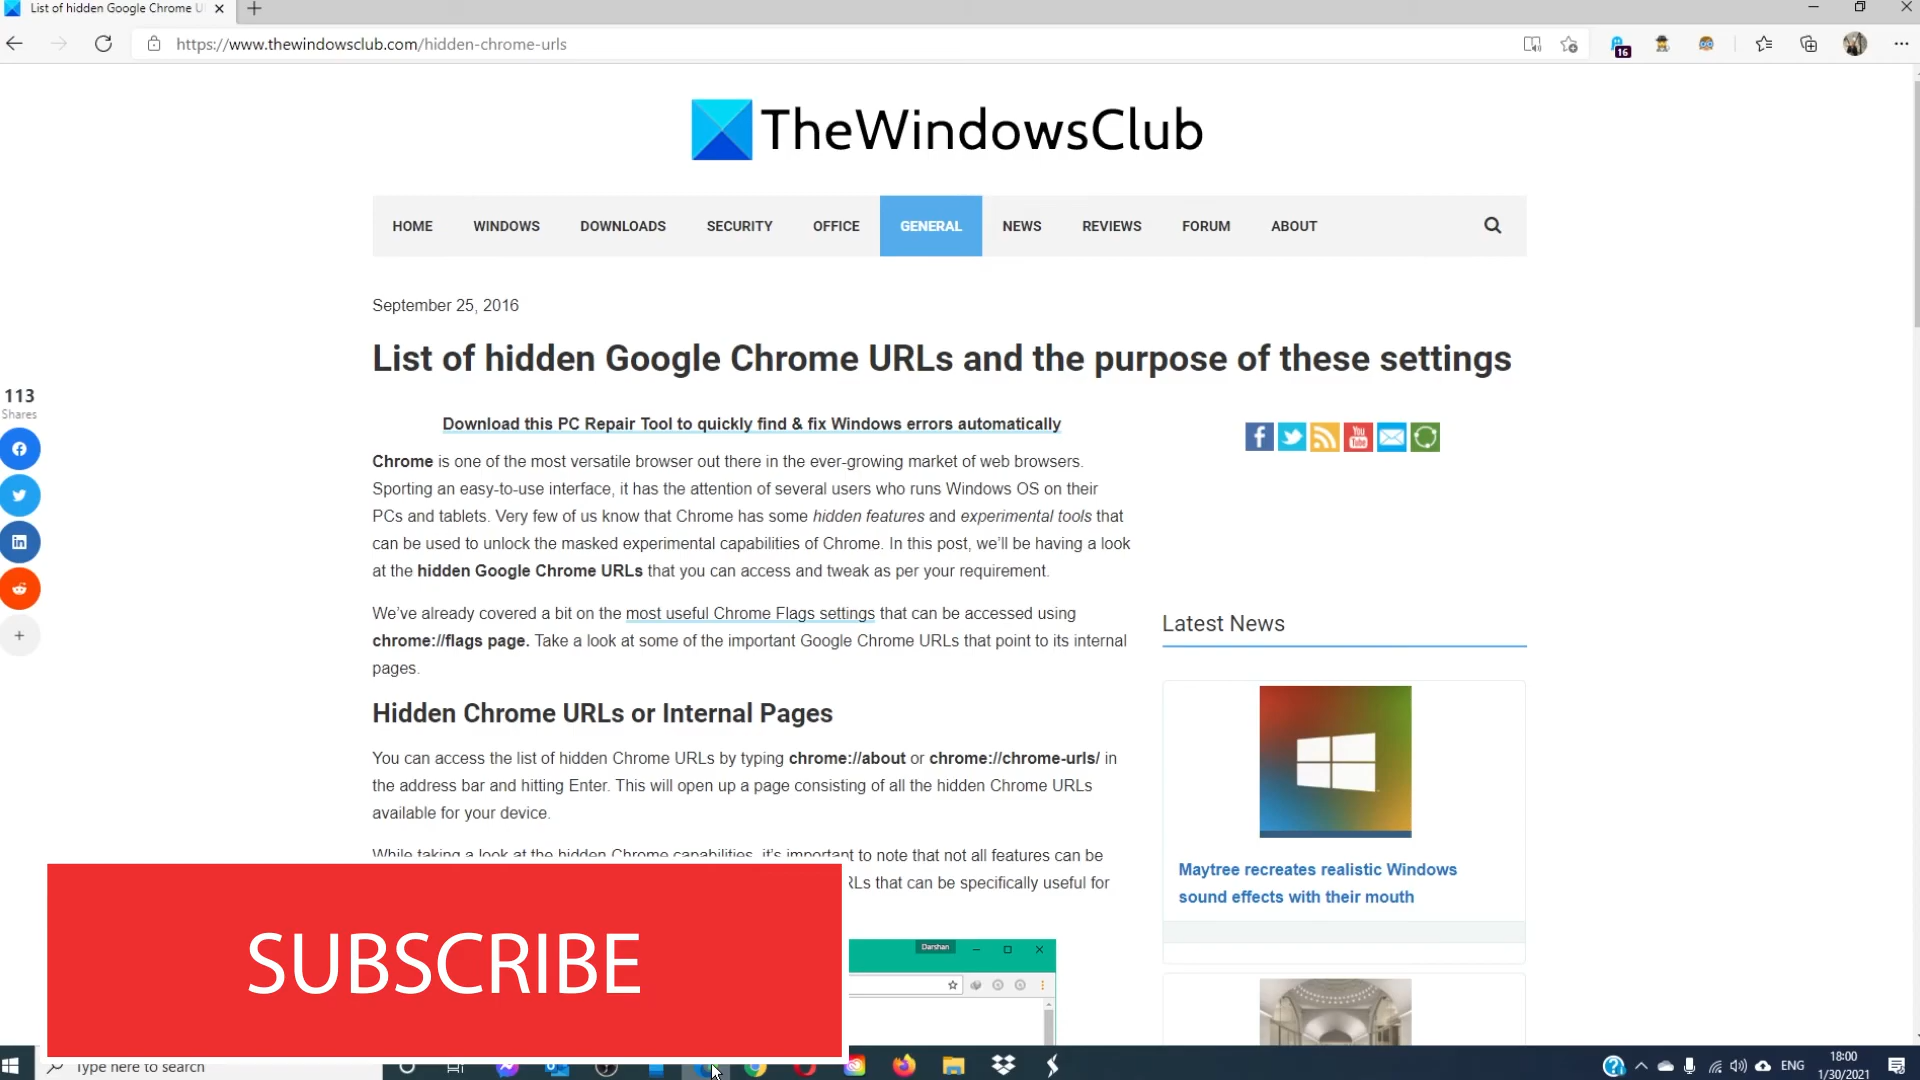 List of hidden Google Chrome U
https://www.thewindowsclub.com/hidden-chrome-urls
16
TheWindowsClub
HOME WINDOWS DOWNLOADS SECURITY OFFICE GENERAL NEWS REVIEWS FORUM ABOUT
September 25, 2016
List of hidden Google Chrome URLs and the purpose of these settings
113
Shares
Download this PC Repair Tool to quickly find & fix Windows errors automatically
Chrome is one of the most versatile browser out there in the ever-growing market of web browsers.
Sporting an easy-to-use interface, it has the attention of several users who runs Windows OS on their
PCs and tablets. Very few of us know that Chrome has some hidden features and experimental tools that
can be used to unlock the masked experimental capabilities of Chrome. In this post, we'll be having a look
at the hidden Google Chrome URLs that you can access and tweak as per your requirement.
We've already covered a bit on the most useful Chrome Flags settings that can be accessed using
chrome://flags page. Take a look at some of the important Google Chrome URLs that point to its internal
pages.
Hidden Chrome URLs or Internal Pages
You can access the list of hidden Chrome URLs by typing chrome://about or chrome://chrome-urls/ in
the address bar and hitting Enter. This will open up a page consisting of all the hidden Chrome URLs
available for your device.
While taking a look at the hidden Chrome capabilities, it's important to note that not all features can be
RLs that can be specifically useful for
You Tube
Latest News
Maytree recreates realistic Windows
sound effects with their mouth
Darshan
SUBSCRIBE
Type here to search
ENG
18:00
1/30/2021